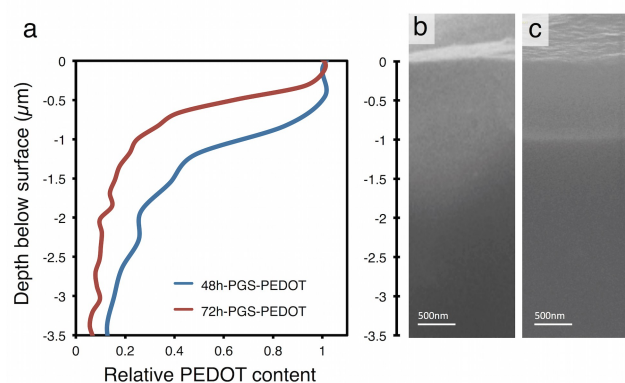 a
b
c
Depth below surface (µm)
0
-0.5
-1
-1.5
-2
-2.5
-3
-3.5
48h-PGS-PEDOT
72h-PGS-PEDOT
0 0.2 0.4 0.6 0.8 1
Relative PEDOT content
0
-0.5
-1
-1.5
-2
-2.5
-3
-3.5
500nm
500nm